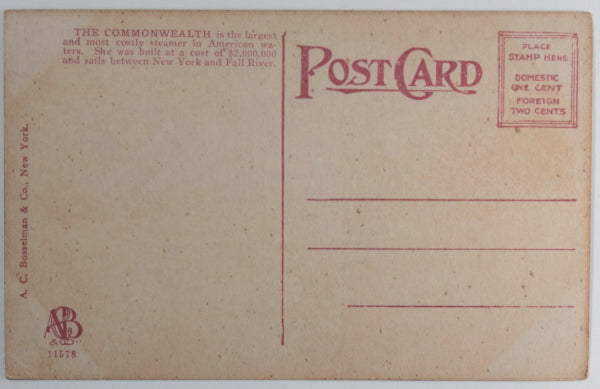 THE COMMONWEALTH is the largest
and most costly steamer in American wa-
ters. She was built at a cost of $2,000,000
and sails between New York and Fall River.
POST CARD
PLACE
STAMP HERE
DOMESTIC
ONE CENT
FOREIGN
TWO CENTS
A. C. Bosselman & Co., New York.
ACB
& Co.
11578